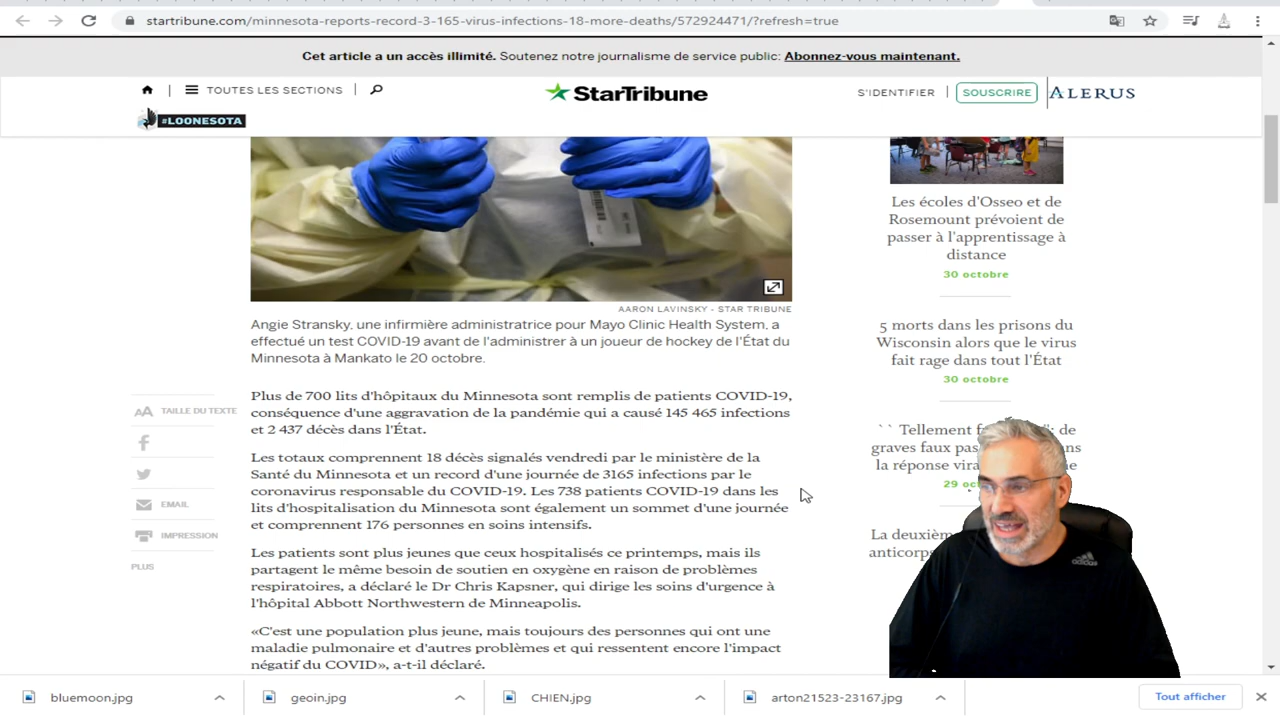 startribune.com/minnesota-reports-record-3-165-virus-infections-18-more-deaths/572924471/?refresh=true
Cet article a un accès illimité. Soutenez notre journalisme de service public: Abonnez-vous maintenant.
TOUTES LES SECTIONS
StarTribune
S'IDENTIFIER
SOUSCRIRE
ALERUS
#LOONESOTA
AARON LAVINSKY - STAR TRIBUNE
Angie Stransky, une infirmière administratrice pour Mayo Clinic Health System, a
effectué un test COVID-19 avant de l'administrer à un joueur de hockey de l'État du
Minnesota à Mankato le 20 octobre.
AA TAILLE DU TEXTE
EMAIL
IMPRESSION
PLUS
Plus de 700 lits d'hôpitaux du Minnesota sont remplis de patients COVID-19,
conséquence d'une aggravation de la pandémie qui a causé 145 465 infections
et 2 437 décès dans l'État.
Les totaux comprennent 18 décès signalés vendredi par le ministère de la
Santé du Minnesota et un record d'une journée de 3165 infections par le
coronavirus responsable du COVID-19. Les 738 patients COVID-19 dans les
lits d'hospitalisation du Minnesota sont également un sommet d'une journée
et comprennent 176 personnes en soins intensifs.
Les patients sont plus jeunes que ceux hospitalisés ce printemps, mais ils
partagent le même besoin de soutien en oxygène en raison de problèmes
respiratoires, a déclaré le Dr Chris Kapsner, qui dirige les soins d'urgence à
l'hôpital Abbott Northwestern de Minneapolis.
«C'est une population plus jeune, mais toujours des personnes qui ont une
maladie pulmonaire et d'autres problèmes et qui ressentent encore l'impact
négatif du COVID», a-t-il déclaré.
Les écoles d'Osseo et de
Rosemount prévoient de
passer à l'apprentissage à
distance
30 octobre
5 morts dans les prisons du
Wisconsin alors que le virus
fait rage dans tout l'État
30 octobre
`` Tellement de
graves faux pas
la réponse
29
La deuxième
bluemoon.jpg
geoin.jpg
CHIEN.jpg
arton21523-23167.jpg
Tout afficher
adidas